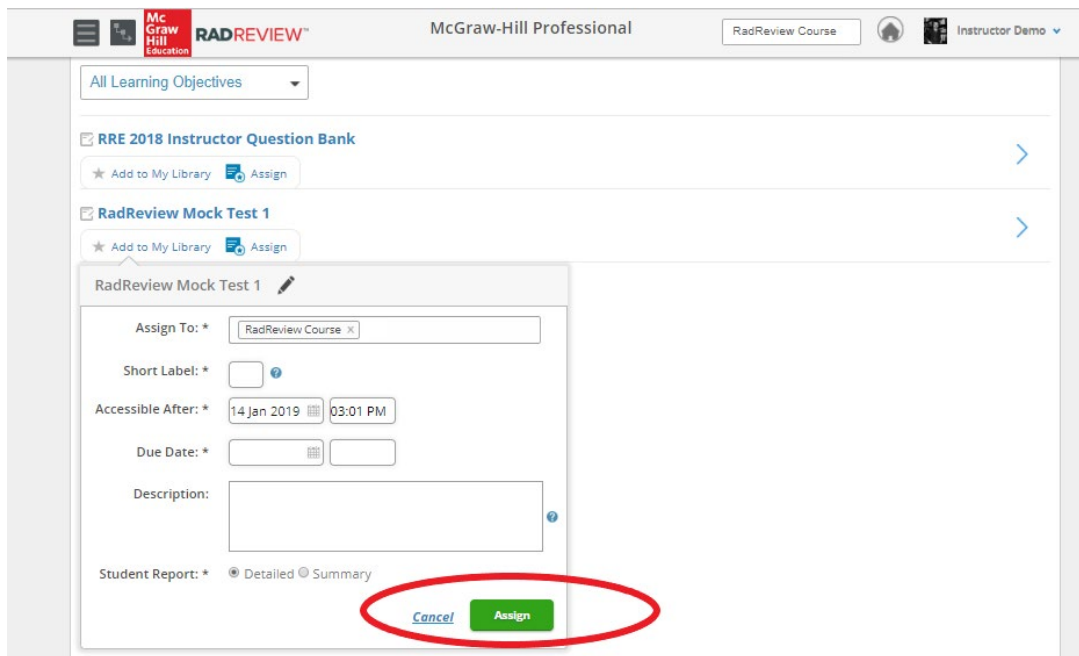 Mc
Graw
Hill
Education
RADREVIEW™
McGraw-Hill Professional
RadReview Course
Instructor Demo
All Learning Objectives
RRE 2018 Instructor Question Bank
Add to My Library Assign
RadReview Mock Test 1
Add to My Library Assign
RadReview Mock Test 1
Assign To: * RadReview Course x
Short Label: * ?
Accessible After: * 14 Jan 2019 03:01 PM
Due Date: *
Description:
?
Student Report: * Detailed Summary
Cancel Assign